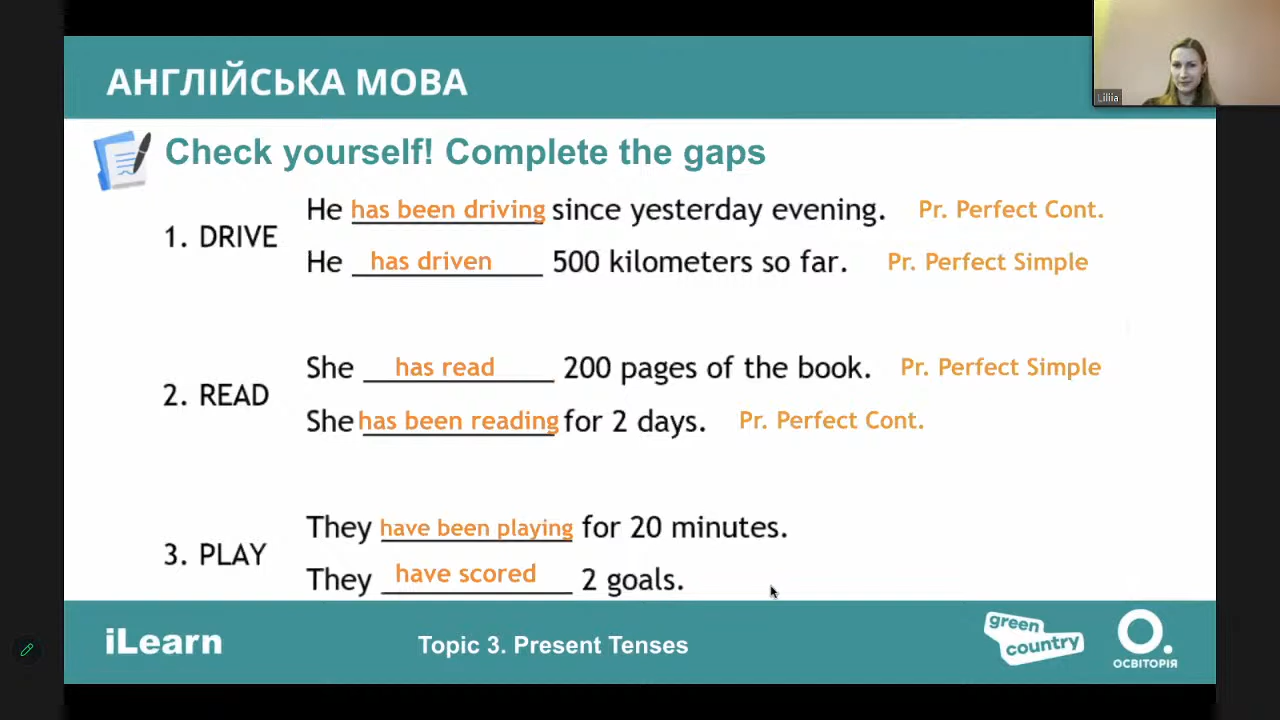 Liliia
АНГЛІЙСЬКА МОВА
Check yourself! Complete the gaps
1. DRIVE
He has been driving since yesterday evening. Pr. Perfect Cont.
He has driven 500 kilometers so far. Pr. Perfect Simple
2. READ
She has read 200 pages of the book. Pr. Perfect Simple
She has been reading for 2 days. Pr. Perfect Cont.
3. PLAY
They have been playing for 20 minutes.
They have scored 2 goals.
iLearn
Topic 3. Present Tenses
green
country
О.
ОСВІТОРІЯ